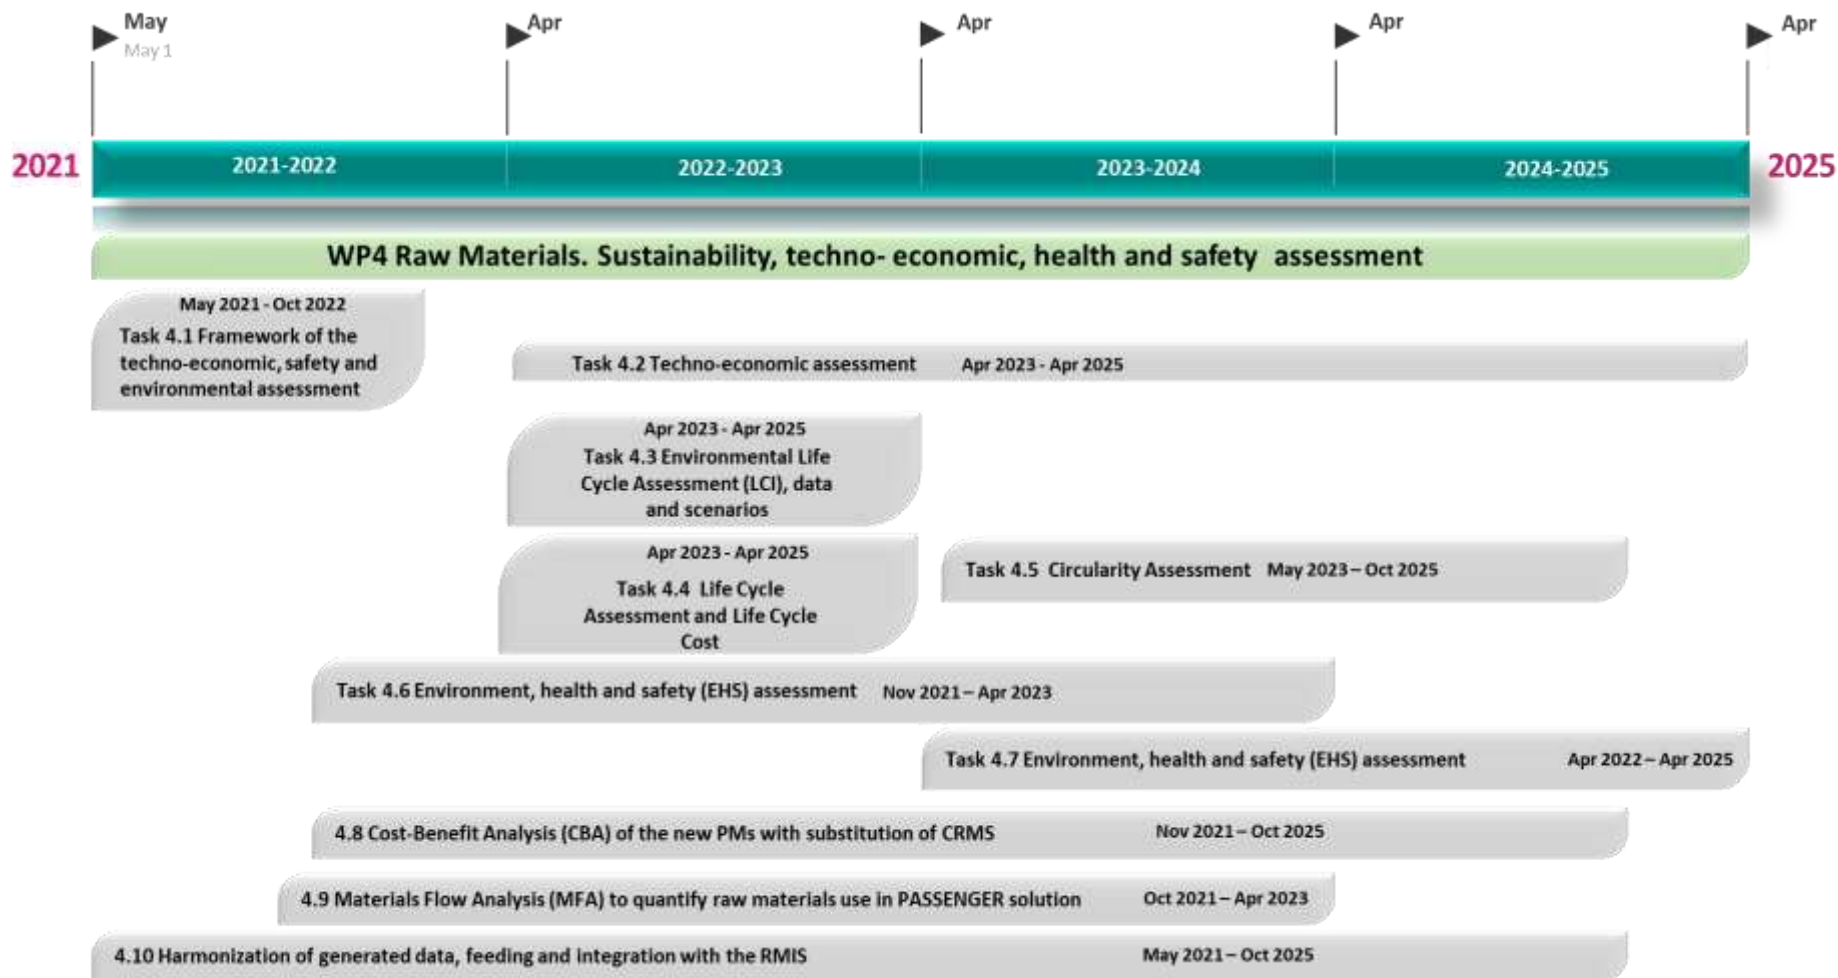 May
May 1
Apr
Apr
Apr
Apr
2021
2021-2022
2022-2023
2023-2024
2024-2025
2025
WP4 Raw Materials. Sustainability, techno- economic, health and safety assessment
May 2021 - Oct 2022
Task 4.1 Framework of the
techno-economic, safety and
environmental assessment
Task 4.2 Techno-economic assessment Apr 2023 - Apr 2025
Apr 2023 - Apr 2025
Task 4.3 Environmental Life
Cycle Assessment (LCI), data
and scenarios
Apr 2023 - Apr 2025
Task 4.4 Life Cycle
Assessment and Life Cycle
Cost
Task 4.5 Circularity Assessment May 2023 – Oct 2025
Task 4.6 Environment, health and safety (EHS) assessment Nov 2021 – Apr 2023
Task 4.7 Environment, health and safety (EHS) assessment Apr 2022 – Apr 2025
4.8 Cost-Benefit Analysis (CBA) of the new PMs with substitution of CRMS Nov 2021 – Oct 2025
4.9 Materials Flow Analysis (MFA) to quantify raw materials use in PASSENGER solution Oct 2021 – Apr 2023
4.10 Harmonization of generated data, feeding and integration with the RMIS May 2021 – Oct 2025